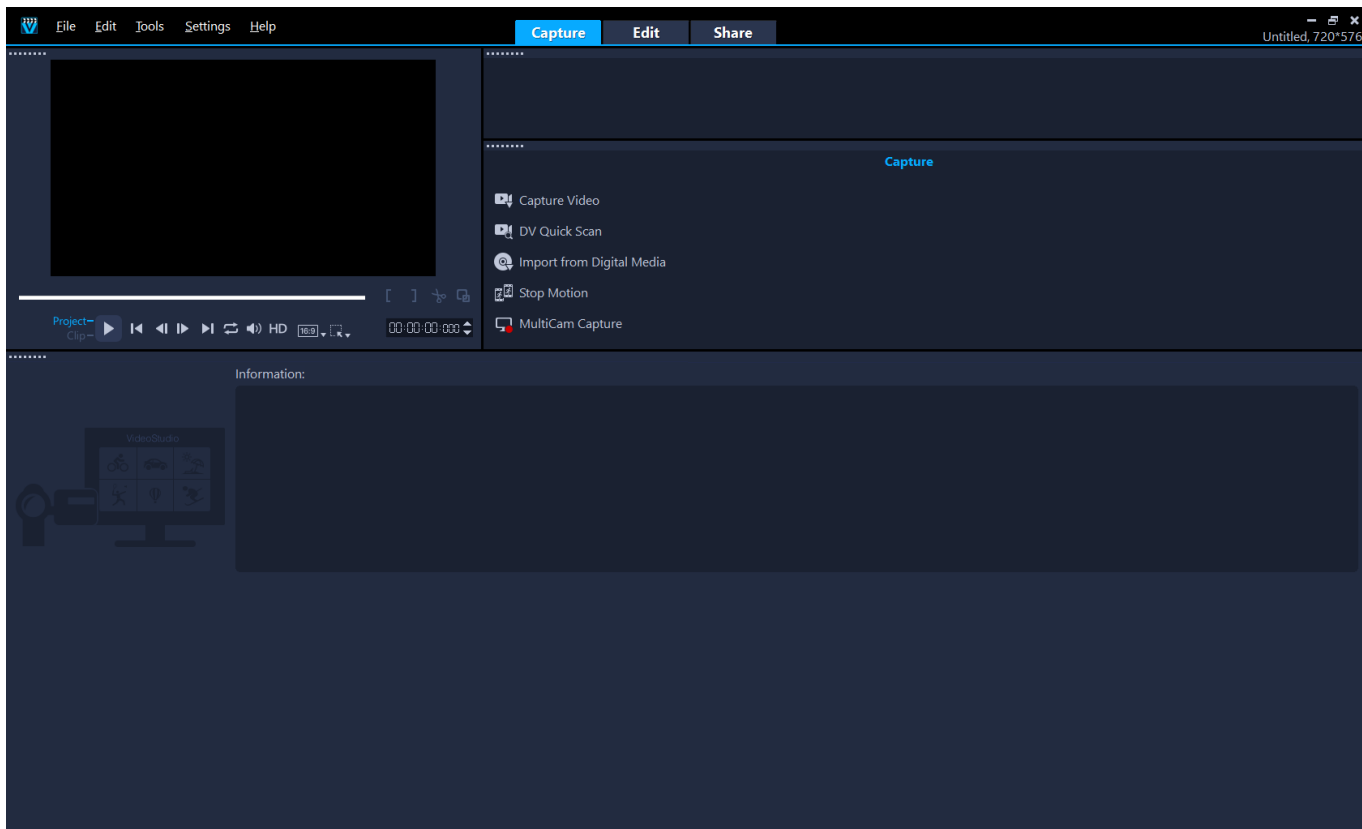 File Edit Tools Settings Help
Capture Edit Share
Untitled, 720*576
Capture
Capture Video
DV Quick Scan
Import from Digital Media
Stop Motion
MultiCam Capture
Project
Clip
HD 16:9 00:00:00:000
Information:
VideoStudio